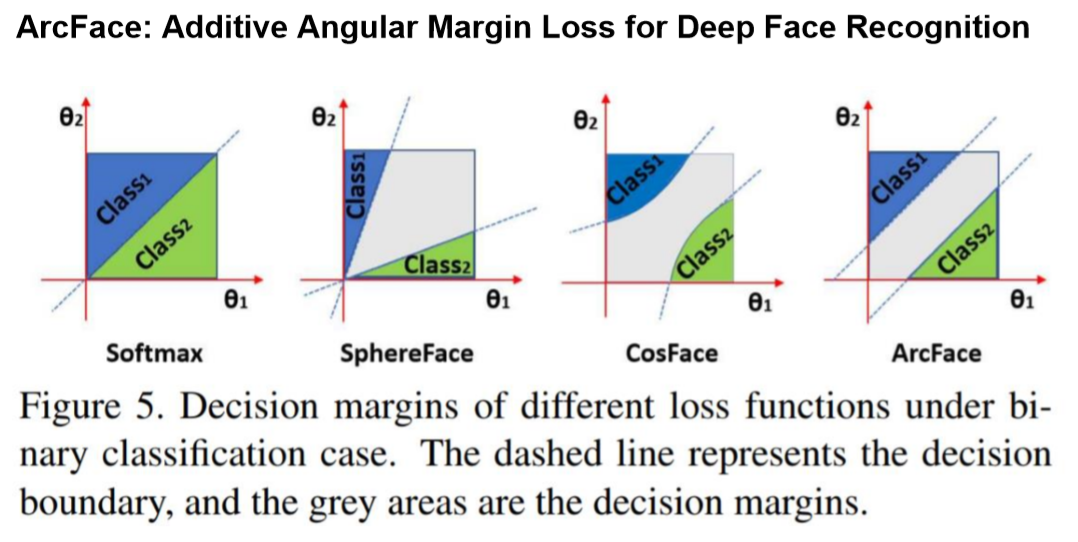 ArcFace: Additive Angular Margin Loss for Deep Face Recognition
θ2
Class1
Class2
θ1
Softmax
θ2
Class1
Class2
θ1
SphereFace
θ2
Class1
Class2
θ1
CosFace
θ2
Class1
Class2
θ1
ArcFace
Figure 5. Decision margins of different loss functions under bi-
nary classification case. The dashed line represents the decision
boundary, and the grey areas are the decision margins.